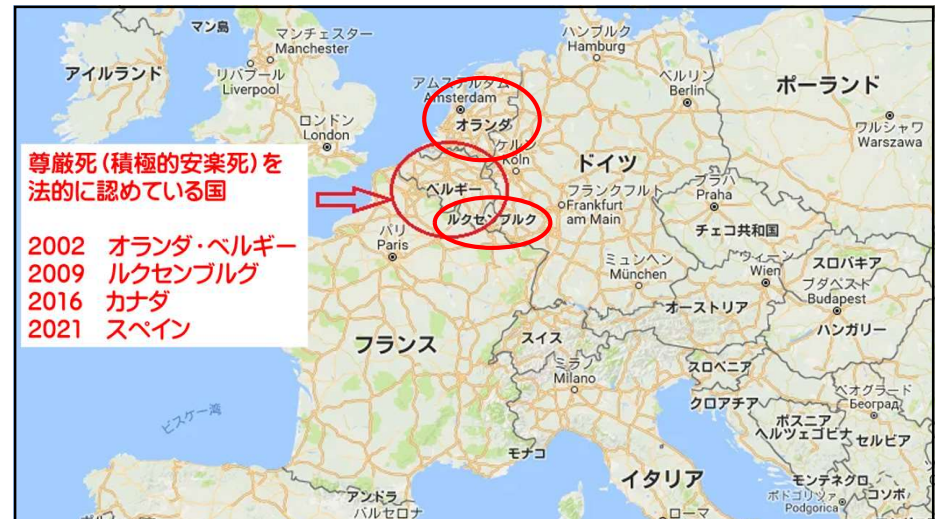 マン島
マンチェスター
Manchester
アイルランド
リバプール
Liverpool
ロンドン
London
ハンブルク
Hamburg
アムステルダム
Amsterdam
オランダ
ベルリン
Berlin
ポーランド
ワルシャワ
Warszawa
ケルン
Köln
ドイツ
ベルギー
フランクフルト
Frankfurt
am Main
ルクセンブルク
プラハ
Praha
チェコ共和国
尊厳死（積極的安楽死）を
法的に認めている国
2002 オランダ・ベルギー
2009 ルクセンブルグ
2016 カナダ
2021 スペイン
パリ
Paris
ミュンヘン
München
ウィーン
Wien
スロバキア
ブダペスト
Budapest
オーストリア
ハンガリー
フランス
スイス
ミラノ
Milano
スロベニア
クロアチア
ベオグラード
Београд
ボスニア
ヘルツェゴビナ
セルビア
ビスケー湾
モナコ
イタリア
モンテネグロ
ポドゴリツァ
Podgorica
コソボ
アンドラ
バルセロナ
ローマ